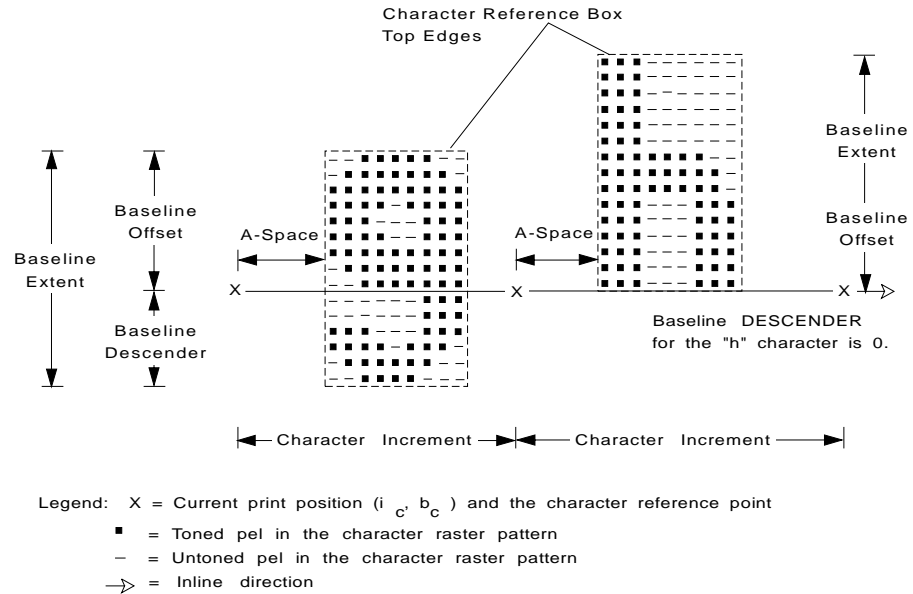 Character Reference Box
Top Edges
Baseline
Extent
Baseline
Offset
Baseline
Offset
A-Space
A-Space
Baseline
Extent
X
X
X
Baseline
Descender
Baseline DESCENDER
for the "h" character is 0.
Character Increment
Character Increment
Legend: X = Current print position (i c, b c) and the character reference point
■ = Toned pel in the character raster pattern
– = Untoned pel in the character raster pattern
= Inline direction